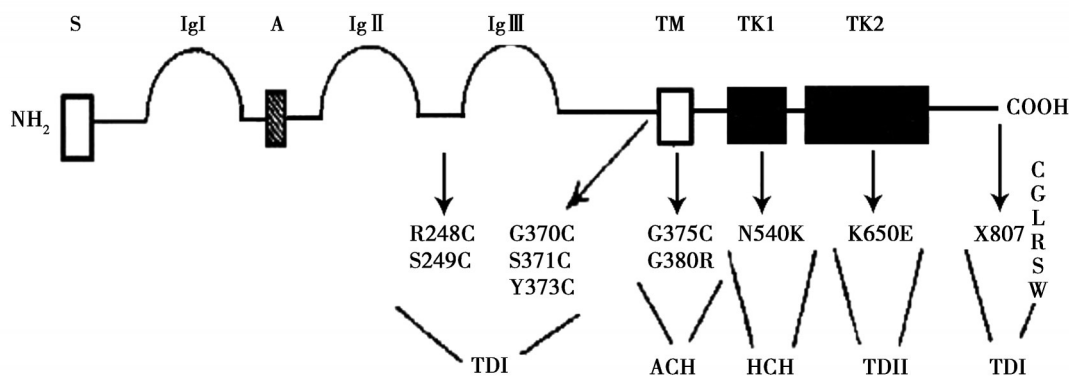 S IgI A IgⅡ IgⅢ TM TK1 TK2
NH₂ COOH
R248C G370C G375C N540K K650E X807 CGLRSW
S249C S371C G380R
Y373C
TDI ACH HCH TDII TDI